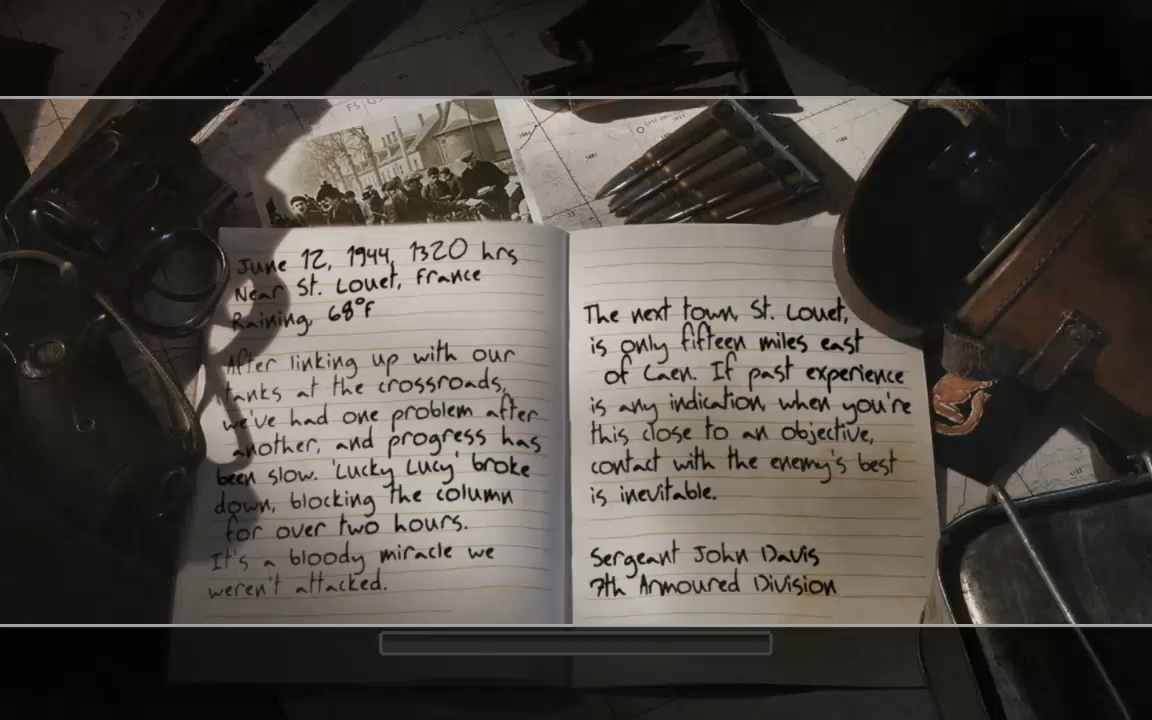 June 12, 1944, 1320 hrs
Near St. Louet, France
Raining, 68°F
After linking up with our
tanks at the crossroads,
we've had one problem after
another, and progress has
been slow. 'Lucky Lucy' broke
down, blocking the column
for over two hours.
It's a bloody miracle we
weren't attacked.
The next town, St. Louet,
is only fifteen miles east
of Caen. If past experience
is any indication, when you're
this close to an objective,
contact with the enemy's best
is inevitable.
Sergeant John Davis
7th Armoured Division